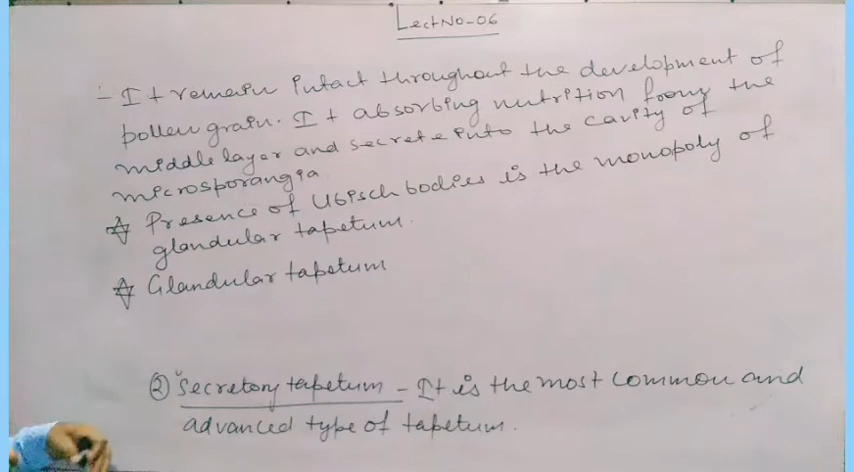 Lect No-06
- It remain intact throughout the development of
pollen grain. It absorbing nutrition from the
middle layer and secrete into the cavity of
microsporangia
☆ Presence of Ubisch bodies is the monopoly of
glandular tapetum.
☆ Glandular tapetum
② Secretory tapetum - It is the most common and
advanced type of tapetum.